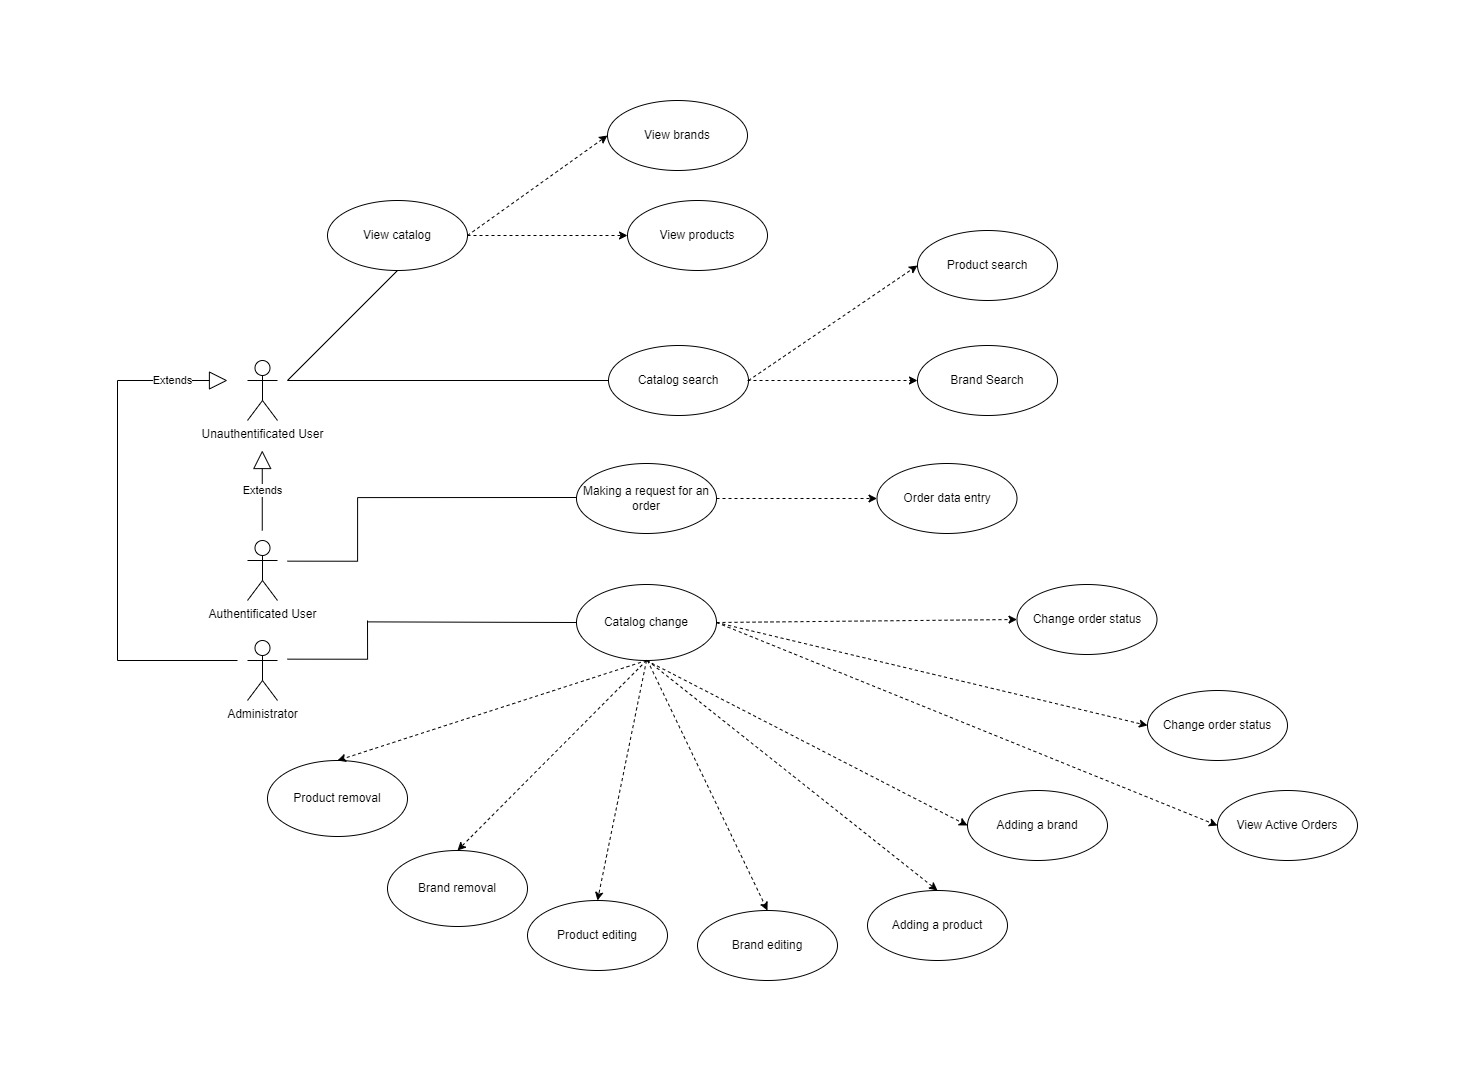 View brands
View catalog
View products
Product search
Extends
Catalog search
Brand Search
Unauthentificated User
Extends
Making a request for an
order
Order data entry
Authentificated User
Catalog change
Change order status
Administrator
Change order status
Product removal
Adding a brand
View Active Orders
Brand removal
Product editing
Brand editing
Adding a product